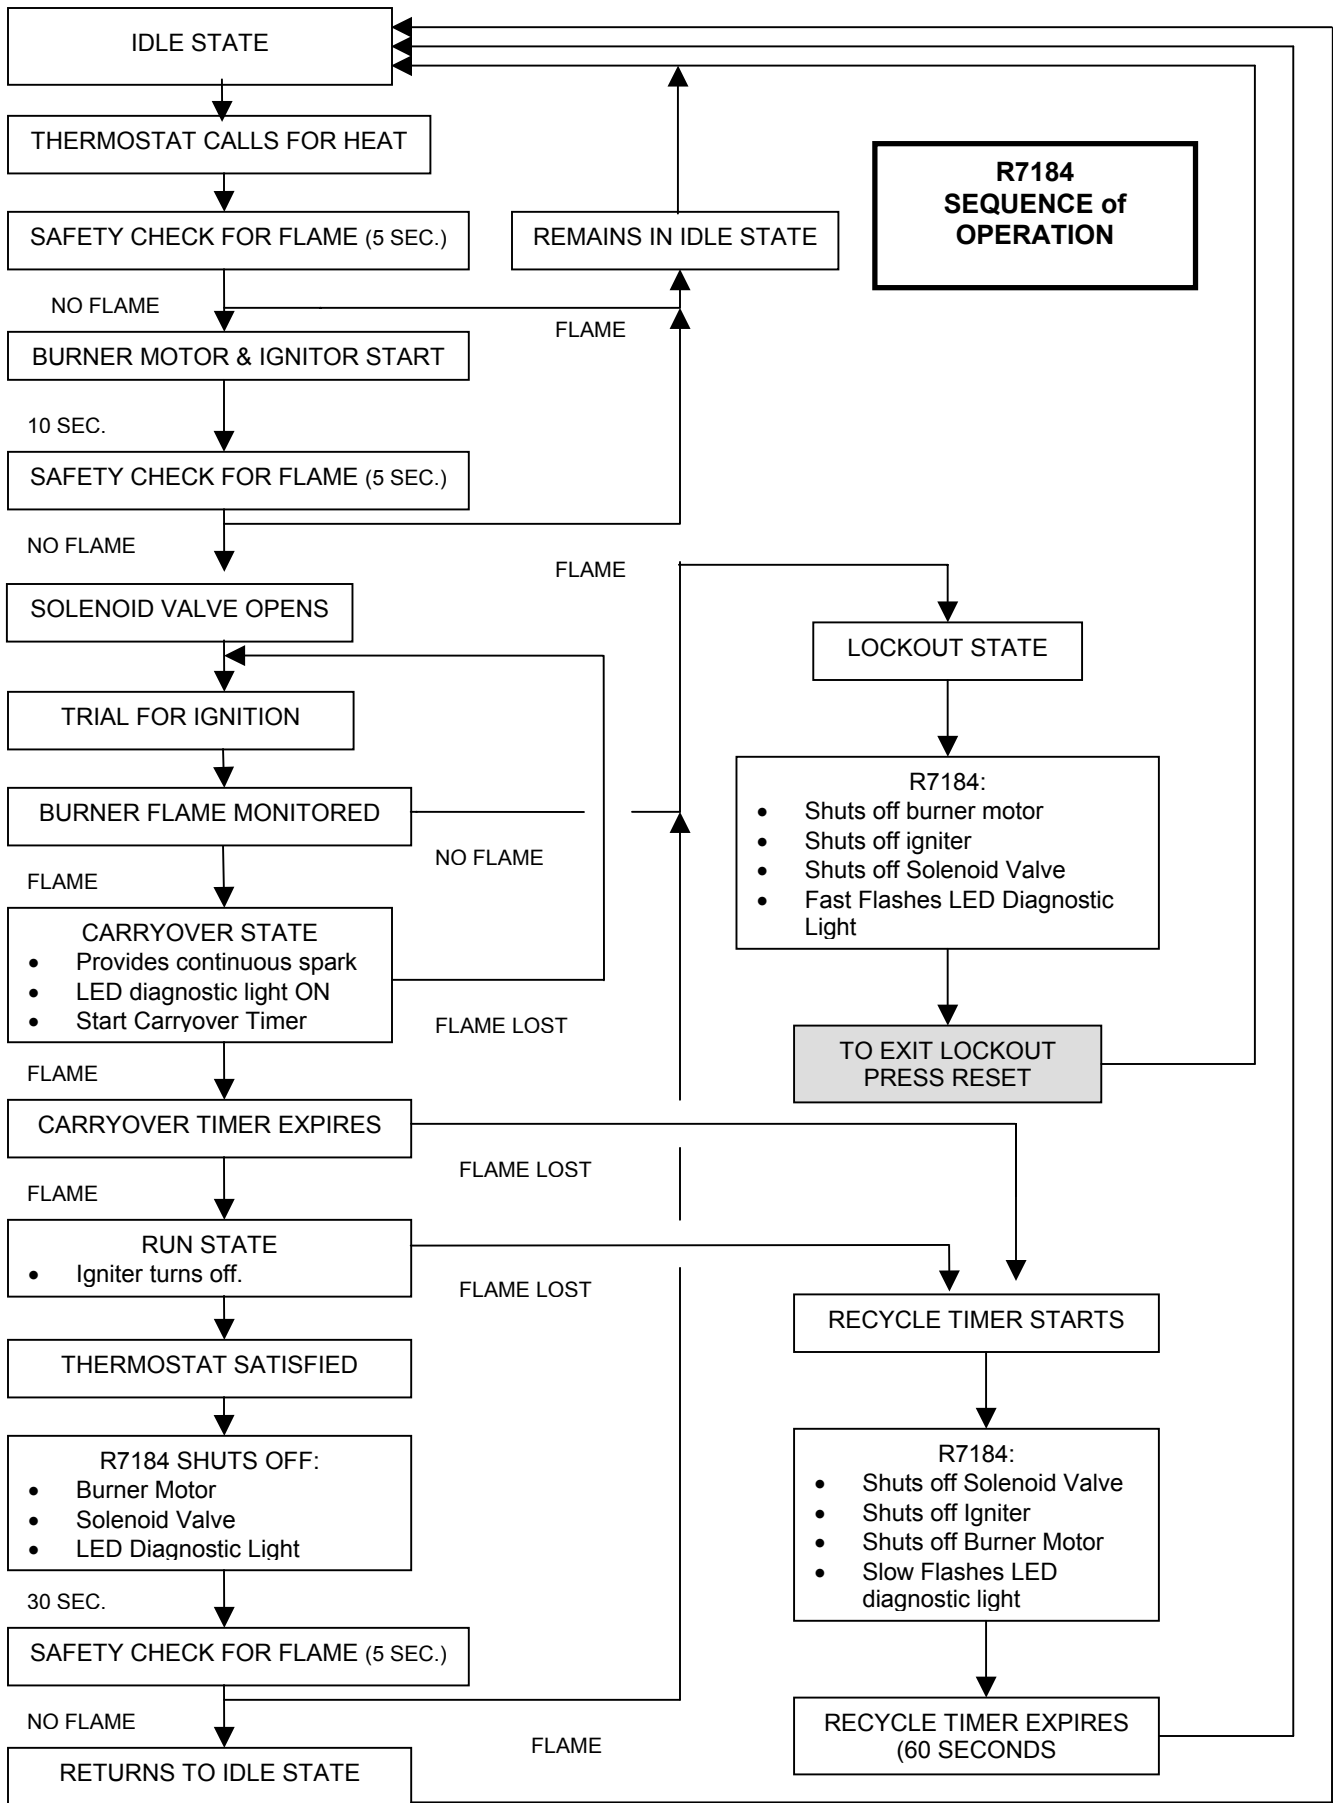 IDLE STATE
THERMOSTAT CALLS FOR HEAT
R7184
SEQUENCE of
OPERATION
SAFETY CHECK FOR FLAME (5 SEC.)
REMAINS IN IDLE STATE
NO FLAME
FLAME
BURNER MOTOR & IGNITOR START
10 SEC.
SAFETY CHECK FOR FLAME (5 SEC.)
NO FLAME
FLAME
SOLENOID VALVE OPENS
LOCKOUT STATE
TRIAL FOR IGNITION
BURNER FLAME MONITORED
NO FLAME
R7184:
• Shuts off burner motor
• Shuts off igniter
• Shuts off Solenoid Valve
• Fast Flashes LED Diagnostic
Light
FLAME
CARRYOVER STATE
• Provides continuous spark
• LED diagnostic light ON
• Start Carryover Timer
FLAME LOST
TO EXIT LOCKOUT
PRESS RESET
FLAME
CARRYOVER TIMER EXPIRES
FLAME LOST
FLAME
RUN STATE
• Igniter turns off.
FLAME LOST
RECYCLE TIMER STARTS
THERMOSTAT SATISFIED
R7184 SHUTS OFF:
• Burner Motor
• Solenoid Valve
• LED Diagnostic Light
R7184:
• Shuts off Solenoid Valve
• Shuts off Igniter
• Shuts off Burner Motor
• Slow Flashes LED
diagnostic light
30 SEC.
SAFETY CHECK FOR FLAME (5 SEC.)
NO FLAME
FLAME
RECYCLE TIMER EXPIRES
(60 SECONDS
RETURNS TO IDLE STATE